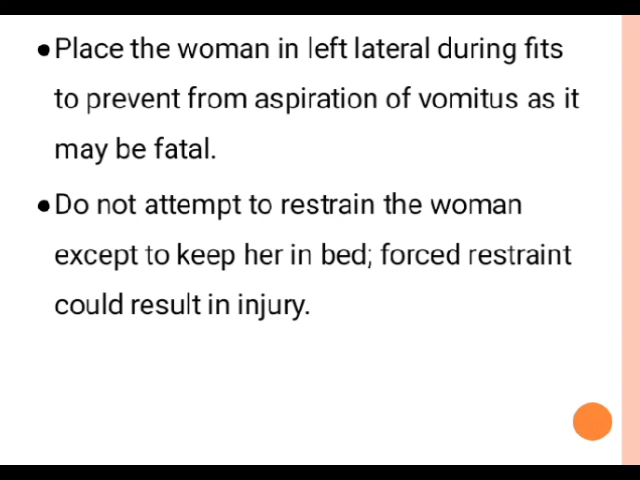 ●Place the woman in left lateral during fits
to prevent from aspiration of vomitus as it
may be fatal.
●Do not attempt to restrain the woman
except to keep her in bed; forced restraint
could result in injury.